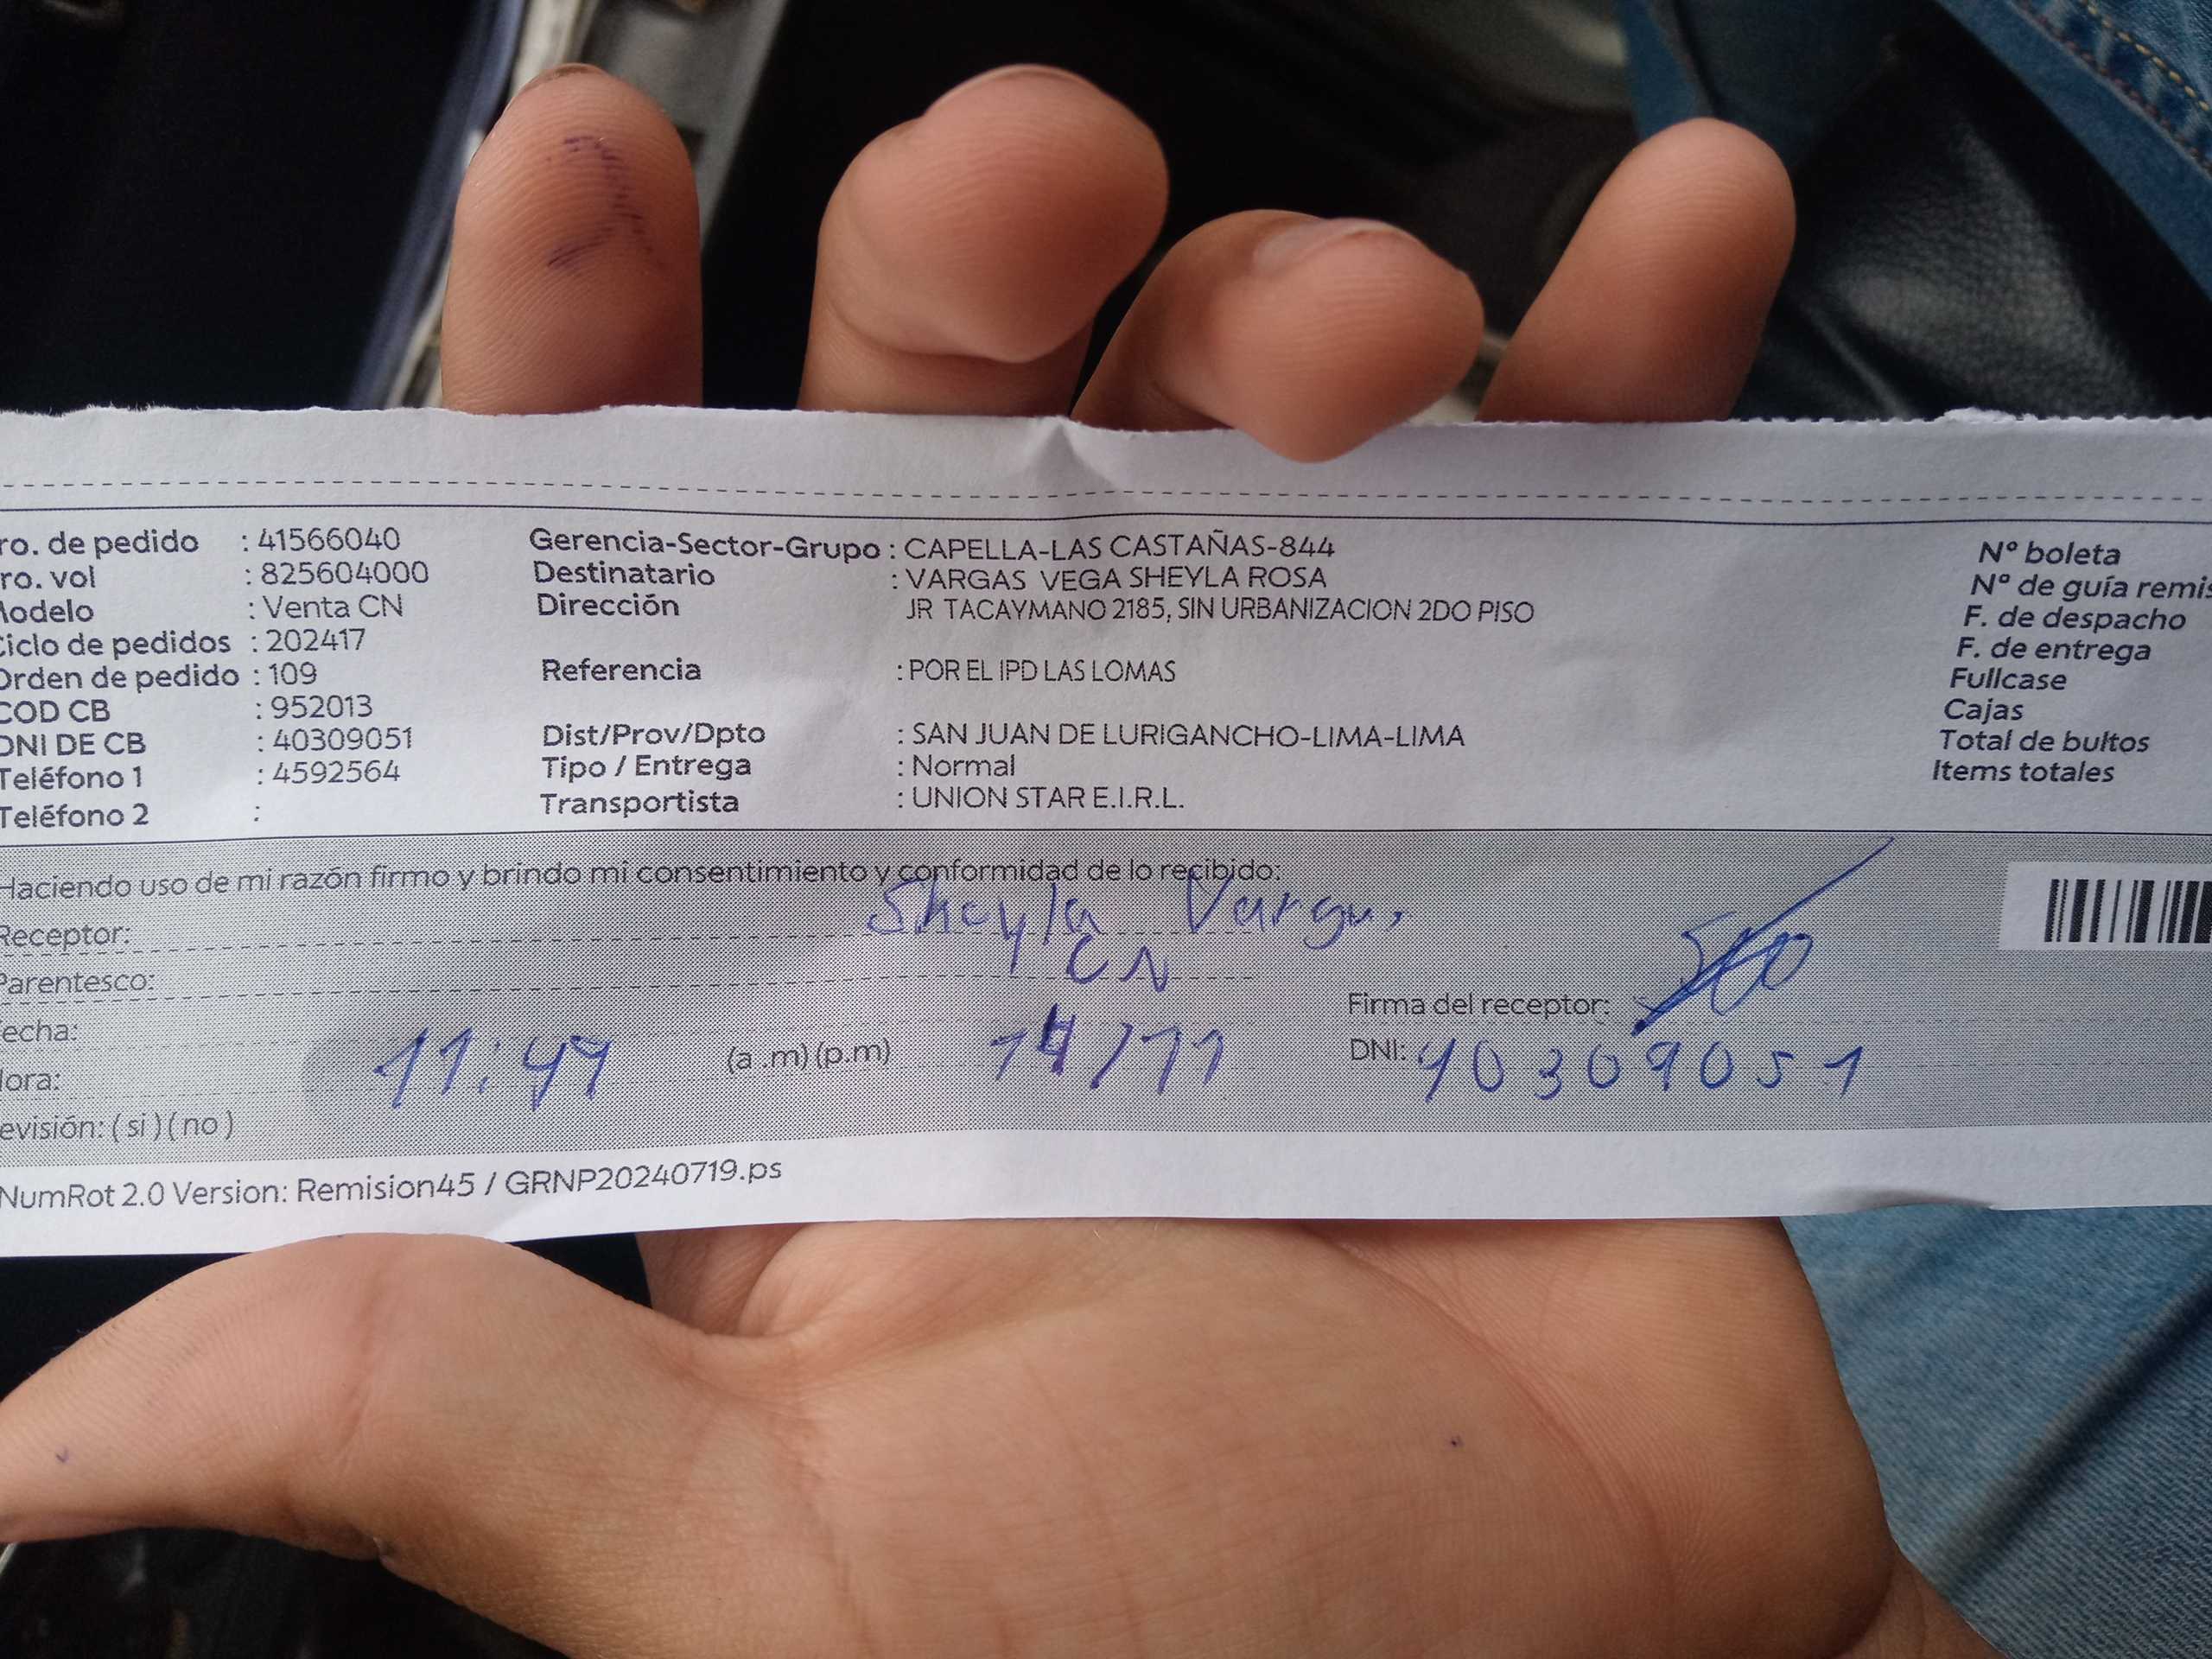 ro. de pedido : 41566040
ro. vol : 825604000
Modelo : Venta CN
Ciclo de pedidos : 202417
Orden de pedido : 109
COD CB : 952013
DNI DE CB : 40309051
Teléfono 1 : 4592564
Teléfono 2 :
Gerencia-Sector-Grupo : CAPELLA-LAS CASTAÑAS-844
Destinatario : VARGAS VEGA SHEYLA ROSA
Dirección JR TACAYMANO 2185, SIN URBANIZACION 2DO PISO
Referencia : POR EL IPD LAS LOMAS
Dist/Prov/Dpto : SAN JUAN DE LURIGANCHO-LIMA-LIMA
Tipo / Entrega : Normal
Transportista : UNION STAR E.I.R.L.
Nº boleta
Nº de guía remis
F. de despacho
F. de entrega
Fullcase
Cajas
Total de bultos
Items totales
Haciendo uso de mi razón firmo y brindo mi consentimiento y conformidad de lo recibido:
Receptor: Sheyla Vargas
Parentesco: CN
Firma del receptor:
echa: 14/11
DNI: 40309051
Hora: 11:49 (a .m) (p.m)
evisión: ( si ) ( no )
NumRot 2.0 Version: Remision45 / GRNP20240719.ps